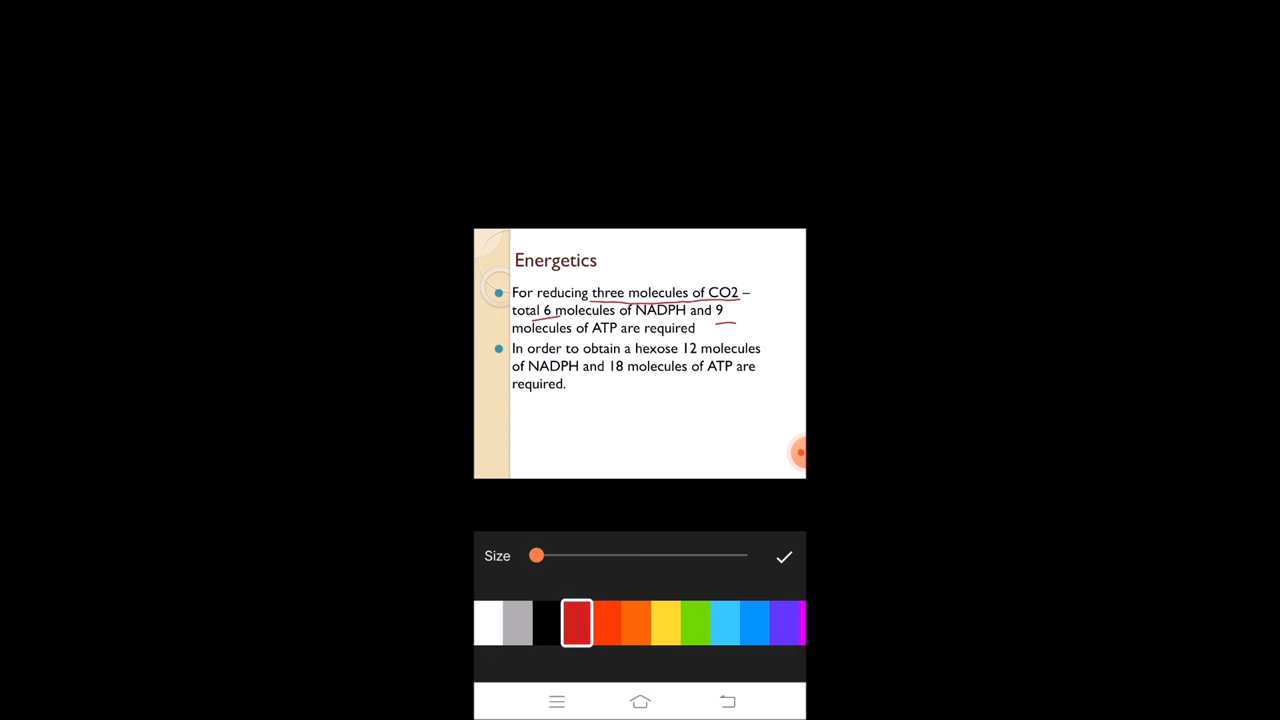 Energetics
For reducing three molecules of CO2 –
total 6 molecules of NADPH and 9
molecules of ATP are required
In order to obtain a hexose 12 molecules
of NADPH and 18 molecules of ATP are
required.
Size